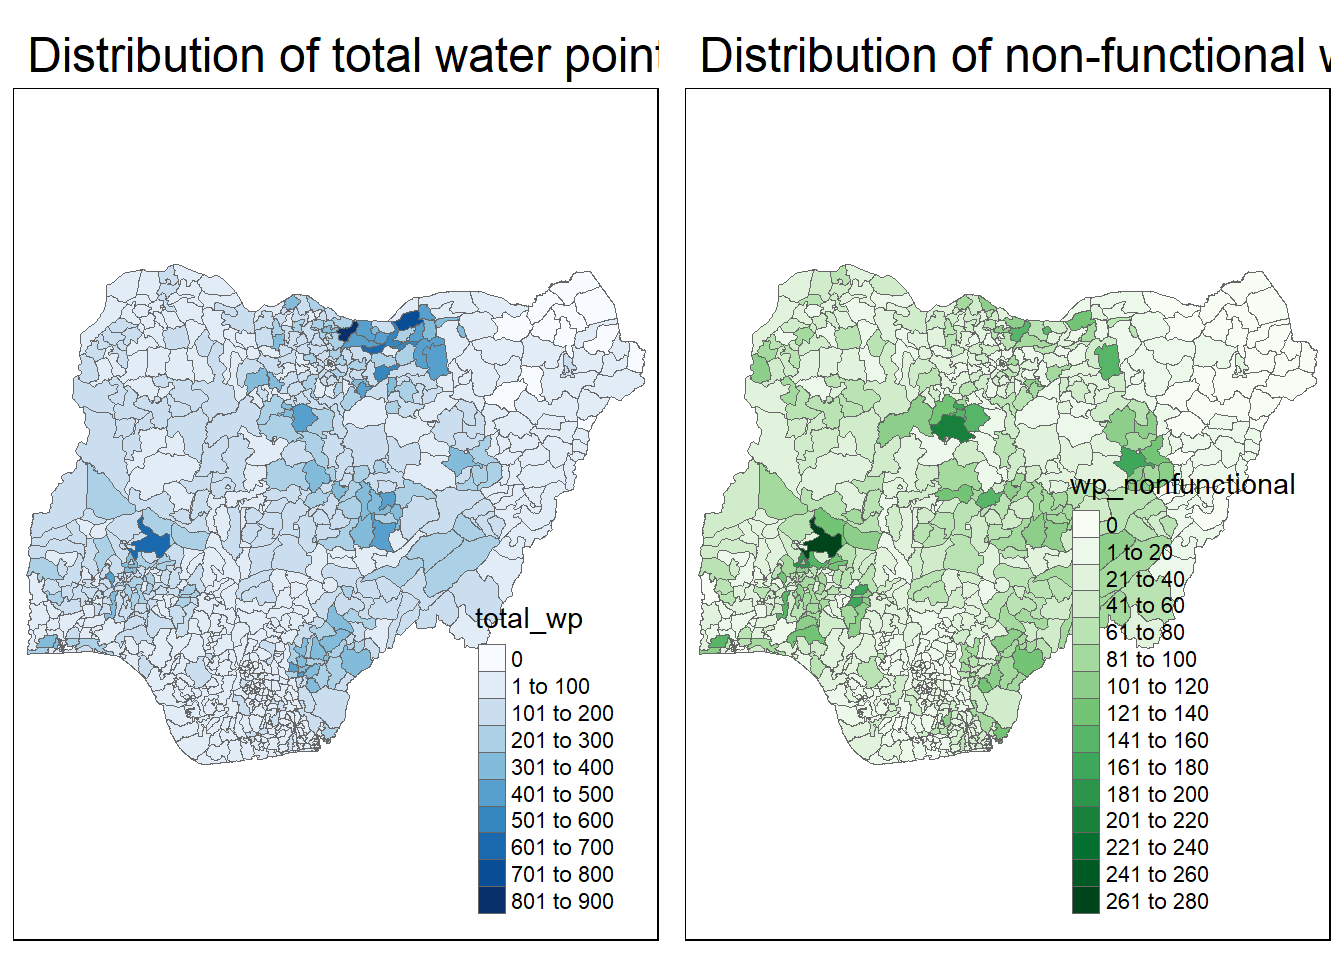 Distribution of total water point
Distribution of non-functional w
total_wp
0
1 to 100
101 to 200
201 to 300
301 to 400
401 to 500
501 to 600
601 to 700
701 to 800
801 to 900
wp_nonfunctional
0
1 to 20
21 to 40
41 to 60
61 to 80
81 to 100
101 to 120
121 to 140
141 to 160
161 to 180
181 to 200
201 to 220
221 to 240
241 to 260
261 to 280